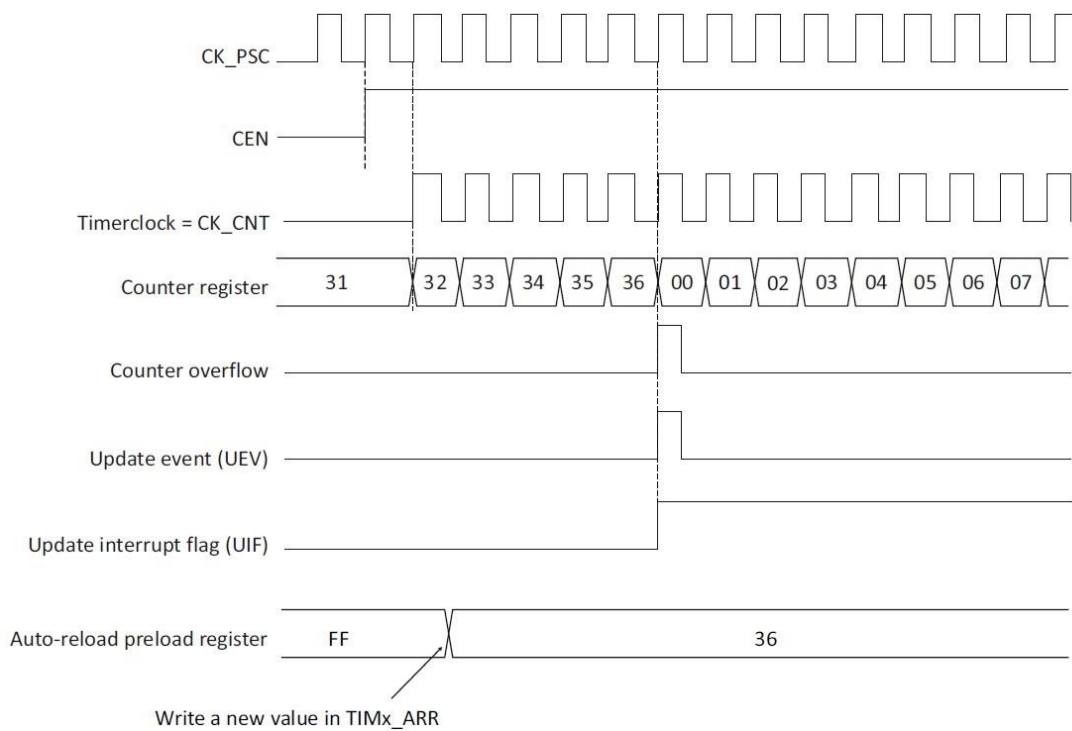 CK_PSC
CEN
Timerclock = CK_CNT
Counter register 31 32 33 34 35 36 00 01 02 03 04 05 06 07
Counter overflow
Update event (UEV)
Update interrupt flag (UIF)
Auto-reload preload register FF 36
Write a new value in TIMx_ARR